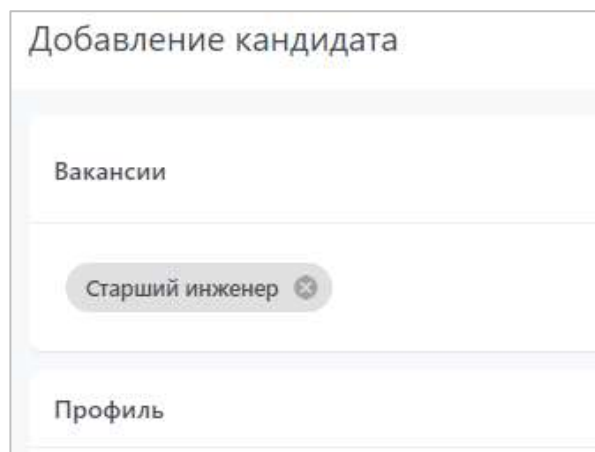 Добавление кандидата
Вакансии
Старший инженер
Профиль